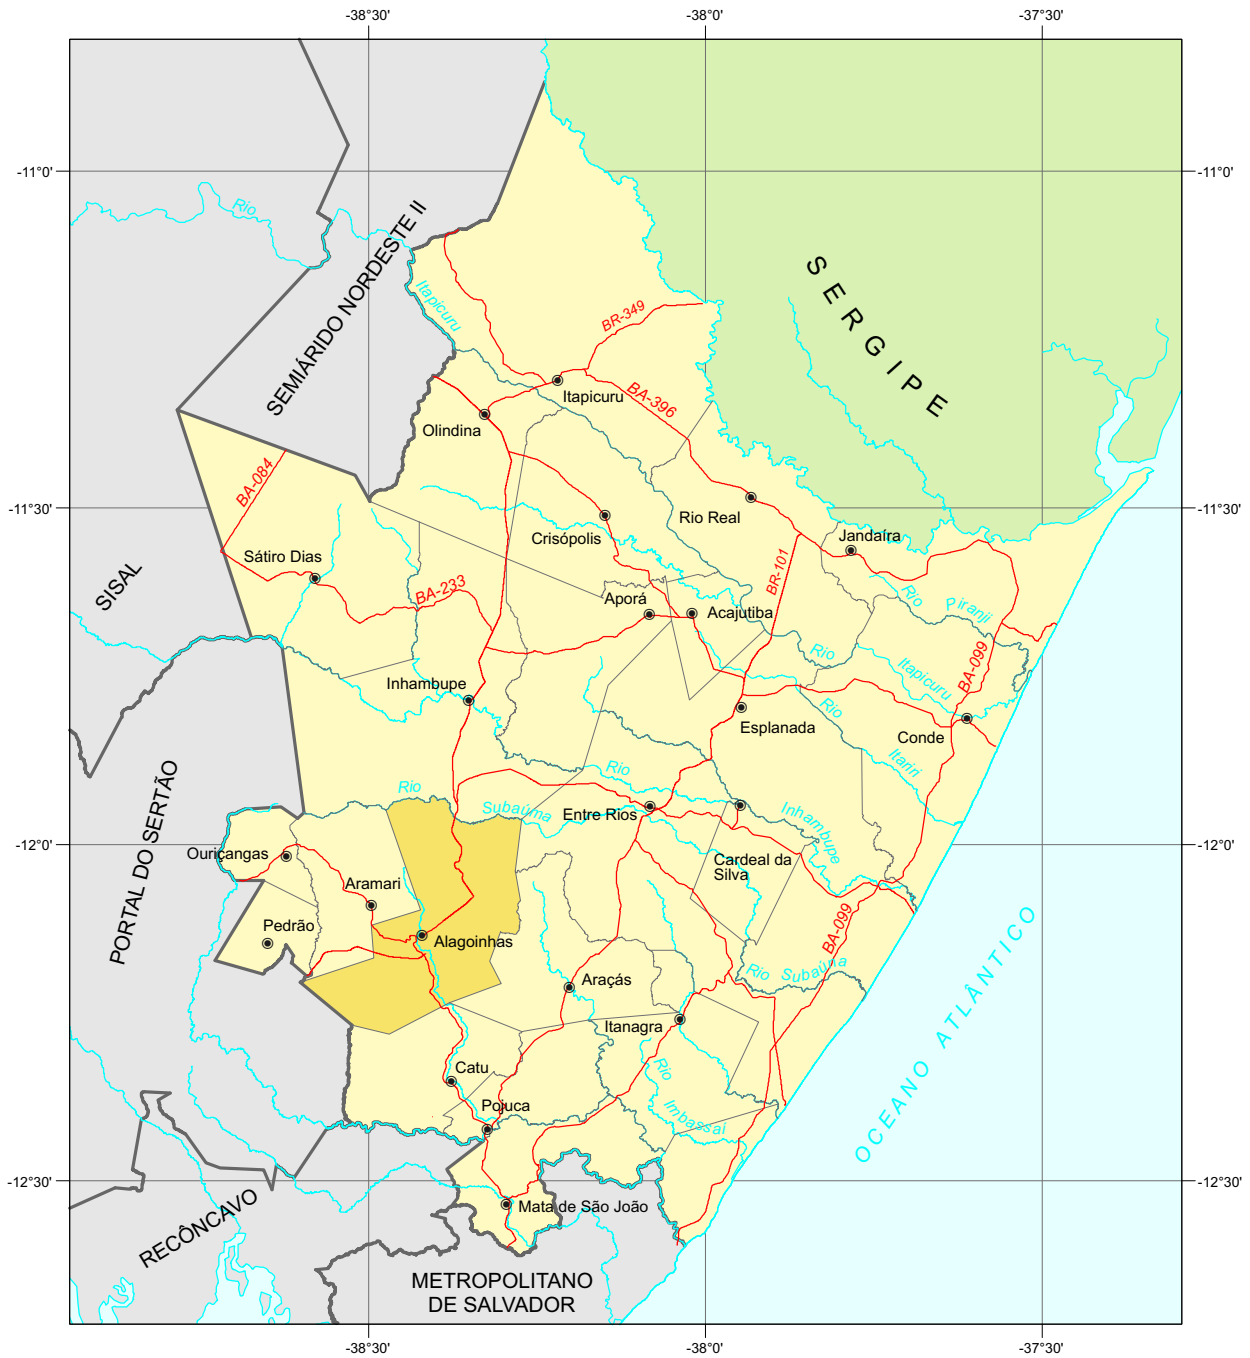 -38°30'
-38°0'
-37°30'
-11°0'
-11°0'
Rio
SEMIÁRIDO NORDESTE II
Itapicuru
SERGIPE
BR-349
Itapicuru
BA-396
Olindina
BA-084
-11°30'
-11°30'
Rio Real
Crisópolis
Jandaíra
Sátiro Dias
BR-101
SISAL
BA-233
Aporá
Acajutiba
Rio
Piranji
Rio
BA-099
Itapicuru
Inhambupe
Rio
Esplanada
Conde
Itariri
PORTAL DO SERTÃO
Rio
Rio
Subaúma
Entre Rios
Inhambupe
-12°0'
-12°0'
Ouriçangas
Cardeal da
Silva
Aramari
Pedrão
Alagoinhas
BA-099
Rio
Subaúna
Araçás
Itanagra
OCEANO ATLÂNTICO
Catu
Rio
Pojuca
Imbassaí
-12°30'
-12°30'
Mata de São João
RECÔNCAVO
METROPOLITANO
DE SALVADOR
-38°30'
-38°0'
-37°30'